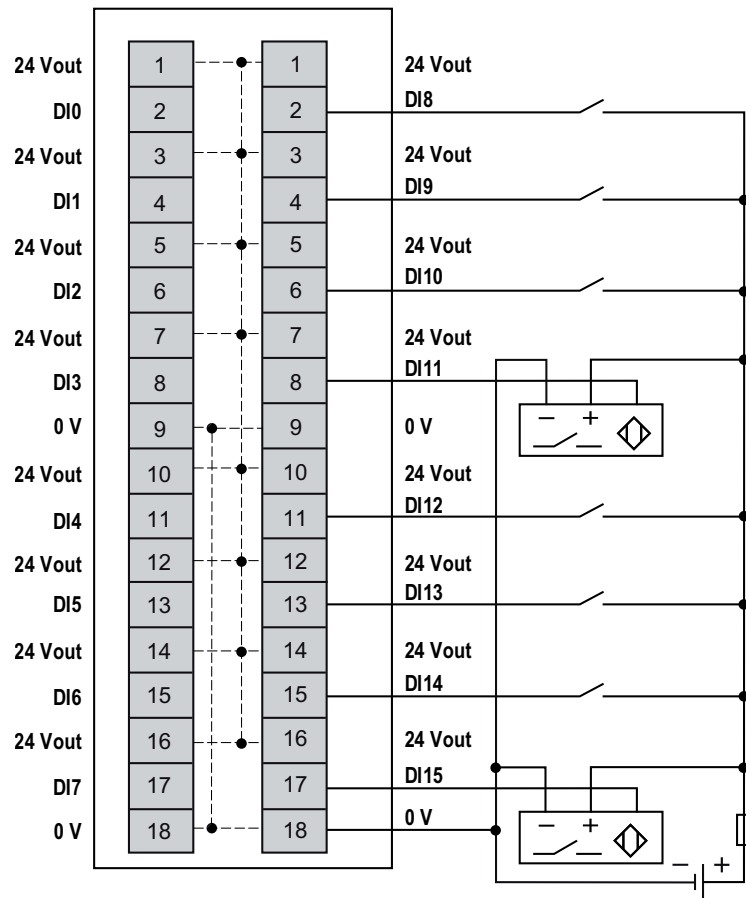 24 Vout 1 1 24 Vout
DI0 2 2 DI8
24 Vout 3 3 24 Vout
DI1 4 4 DI9
24 Vout 5 5 24 Vout
DI2 6 6 DI10
24 Vout 7 7 24 Vout
DI3 8 8 DI11
0 V 9 9 0 V
− +
24 Vout 10 10 24 Vout
DI4 11 11 DI12
24 Vout 12 12 24 Vout
DI5 13 13 DI13
24 Vout 14 14 24 Vout
DI6 15 15 DI14
24 Vout 16 16 24 Vout
DI7 17 17 DI15
0 V 18 18 0 V
− +
− +